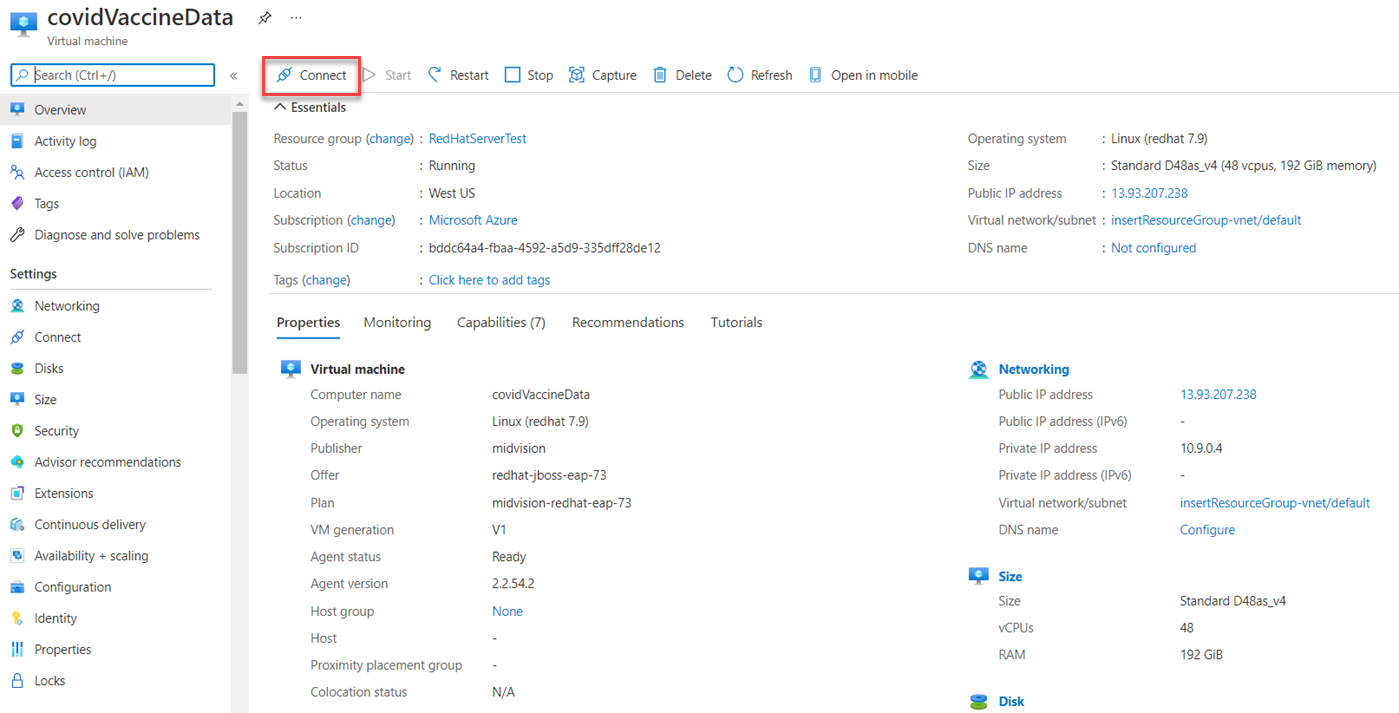 covidVaccineData
Virtual machine
Search (Ctrl+/)
«
Overview
Activity log
Access control (IAM)
Tags
Diagnose and solve problems
Settings
Networking
Connect
Disks
Size
Security
Advisor recommendations
Extensions
Continuous delivery
Availability + scaling
Configuration
Identity
Properties
Locks
Connect Start Restart Stop Capture Delete Refresh Open in mobile
Essentials
Resource group (change) : RedHatServerTest
Status : Running
Location : West US
Subscription (change) : Microsoft Azure
Subscription ID : bddc64a4-fbaa-4592-a5d9-335dff28de12
Tags (change) : Click here to add tags
Operating system : Linux (redhat 7.9)
Size : Standard D48as_v4 (48 vcpus, 192 GiB memory)
Public IP address : 13.93.207.238
Virtual network/subnet : insertResourceGroup-vnet/default
DNS name : Not configured
Properties Monitoring Capabilities (7) Recommendations Tutorials
Virtual machine
Computer name covidVaccineData
Operating system Linux (redhat 7.9)
Publisher midvision
Offer redhat-jboss-eap-73
Plan midvision-redhat-eap-73
VM generation V1
Agent status Ready
Agent version 2.2.54.2
Host group None
Host -
Proximity placement group -
Colocation status N/A
Networking
Public IP address 13.93.207.238
Public IP address (IPv6) -
Private IP address 10.9.0.4
Private IP address (IPv6) -
Virtual network/subnet insertResourceGroup-vnet/default
DNS name Configure
Size
Size Standard D48as_v4
vCPUs 48
RAM 192 GiB
Disk